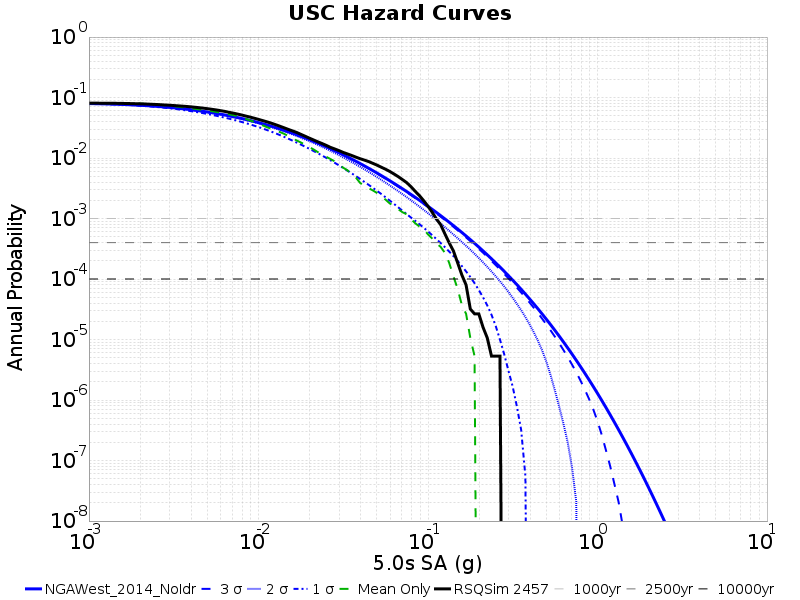 USC Hazard Curves
Annual Probability
10^0
10^-1
10^-2
10^-3
10^-4
10^-5
10^-6
10^-7
10^-8
10^-3 10^-2 10^-1 10^0 10^1
5.0s SA (g)
NGAWest_2014_NoIdr 3 σ 2 σ 1 σ Mean Only RSQSim 2457 1000yr 2500yr 10000yr